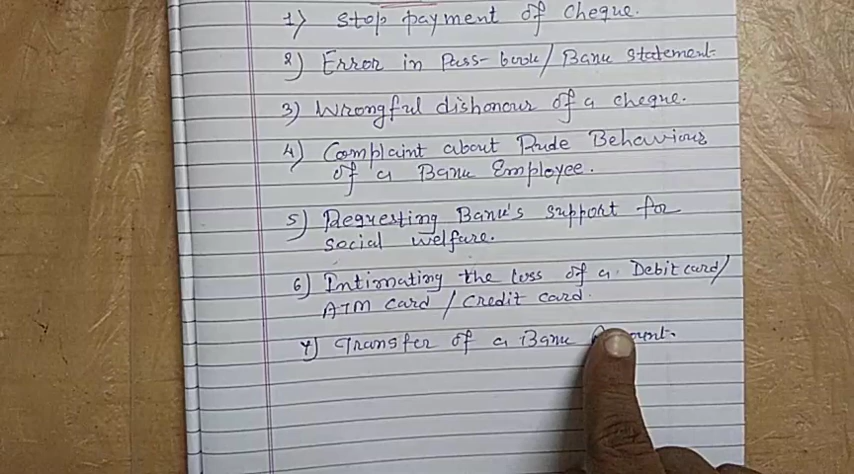 1) Stop payment of cheque.
2) Error in Pass-book/Bank statement.
3) Wrongful dishonour of a cheque.
4) Complaint about Rude Behaviour
of a Bank Employee.
5) Requesting Bank's support for
social welfare.
6) Intimating the loss of a Debit card/
ATM card / Credit card.
7) Transfer of a Bank